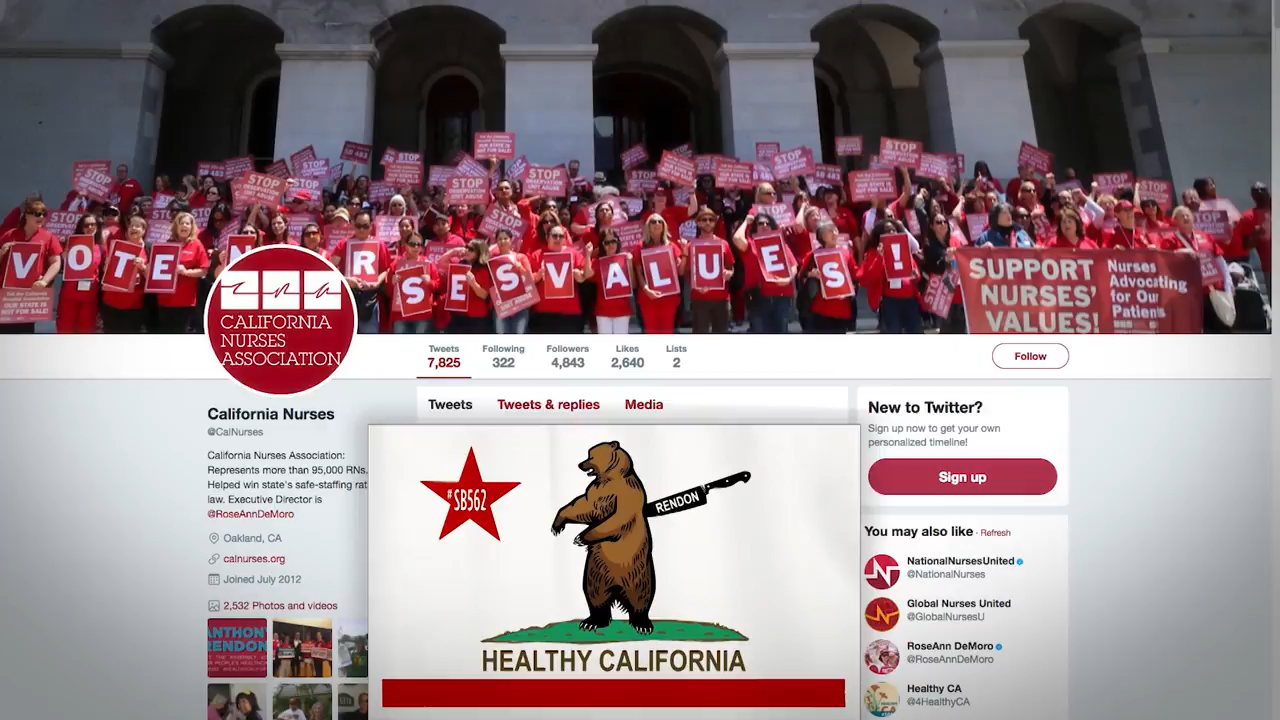 VOTE NURSES VALUES!
SUPPORT
NURSES'
VALUES!
Nurses
Advocating
for Our
Patients
CALIFORNIA
NURSES
ASSOCIATION
Tweets
7,825
Following
322
Followers
4,843
Likes
2,640
Lists
2
Follow
California Nurses
@CalNurses
California Nurses Association:
Represents more than 95,000 RNs.
Helped win state's safe-staffing rat
law. Executive Director is
@RoseAnnDeMoro
Oakland, CA
calnurses.org
Joined July 2012
2,532 Photos and videos
ANTHON
RENDON
Tweets
Tweets & replies
Media
#SB562
RENDON
HEALTHY CALIFORNIA
New to Twitter?
Sign up now to get your own
personalized timeline!
Sign up
You may also like · Refresh
NationalNursesUnited
@NationalNurses
Global Nurses United
@GlobalNursesU
RoseAnn DeMoro
@RoseAnnDeMoro
Healthy CA
@4HealthyCA